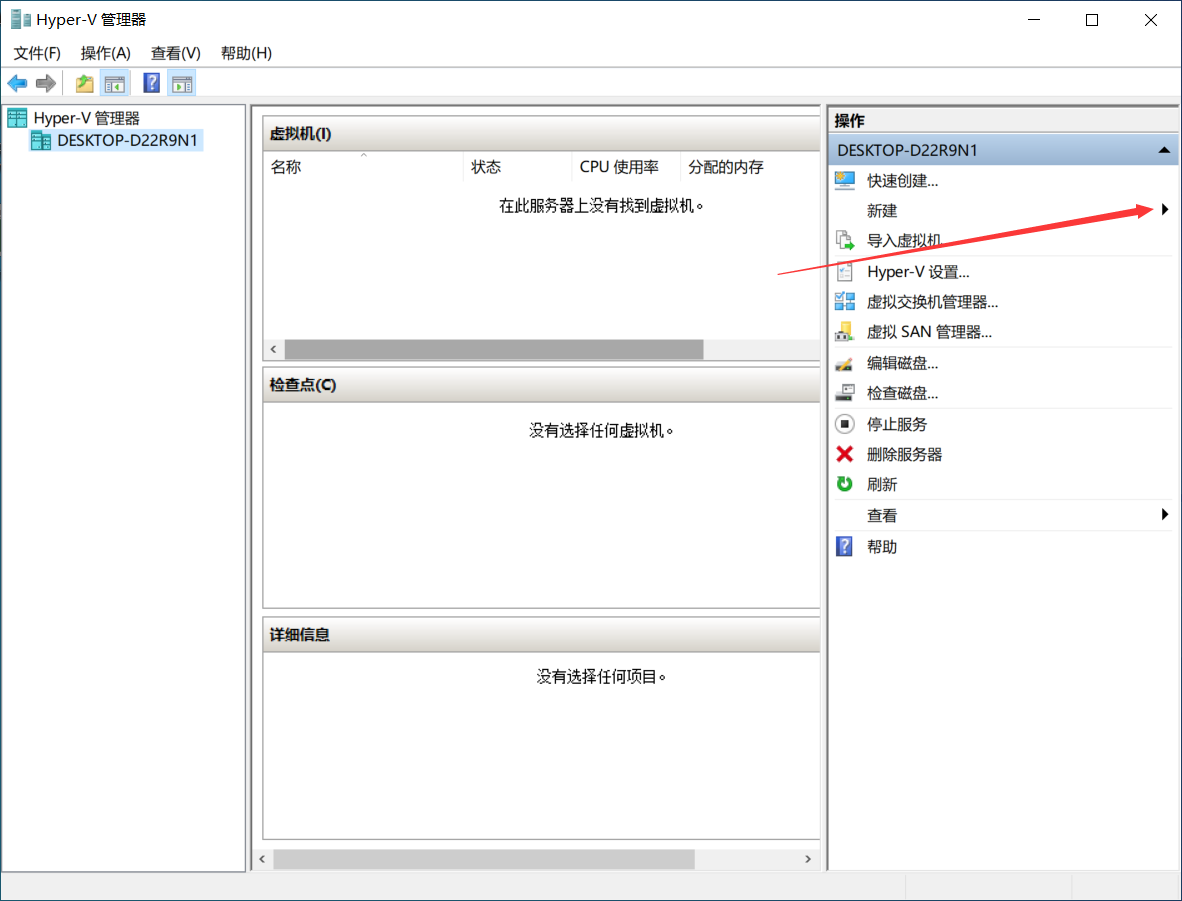 Hyper-V 管理器
文件(F) 操作(A) 查看(V) 帮助(H)
Hyper-V 管理器
DESKTOP-D22R9N1
虚拟机(I)
名称 状态 CPU 使用率 分配的内存
在此服务器上没有找到虚拟机。
检查点(C)
没有选择任何虚拟机。
详细信息
没有选择任何项目。
操作
DESKTOP-D22R9N1
快速创建...
新建
导入虚拟机...
Hyper-V 设置...
虚拟交换机管理器...
虚拟 SAN 管理器...
编辑磁盘...
检查磁盘...
停止服务
删除服务器
刷新
查看
帮助